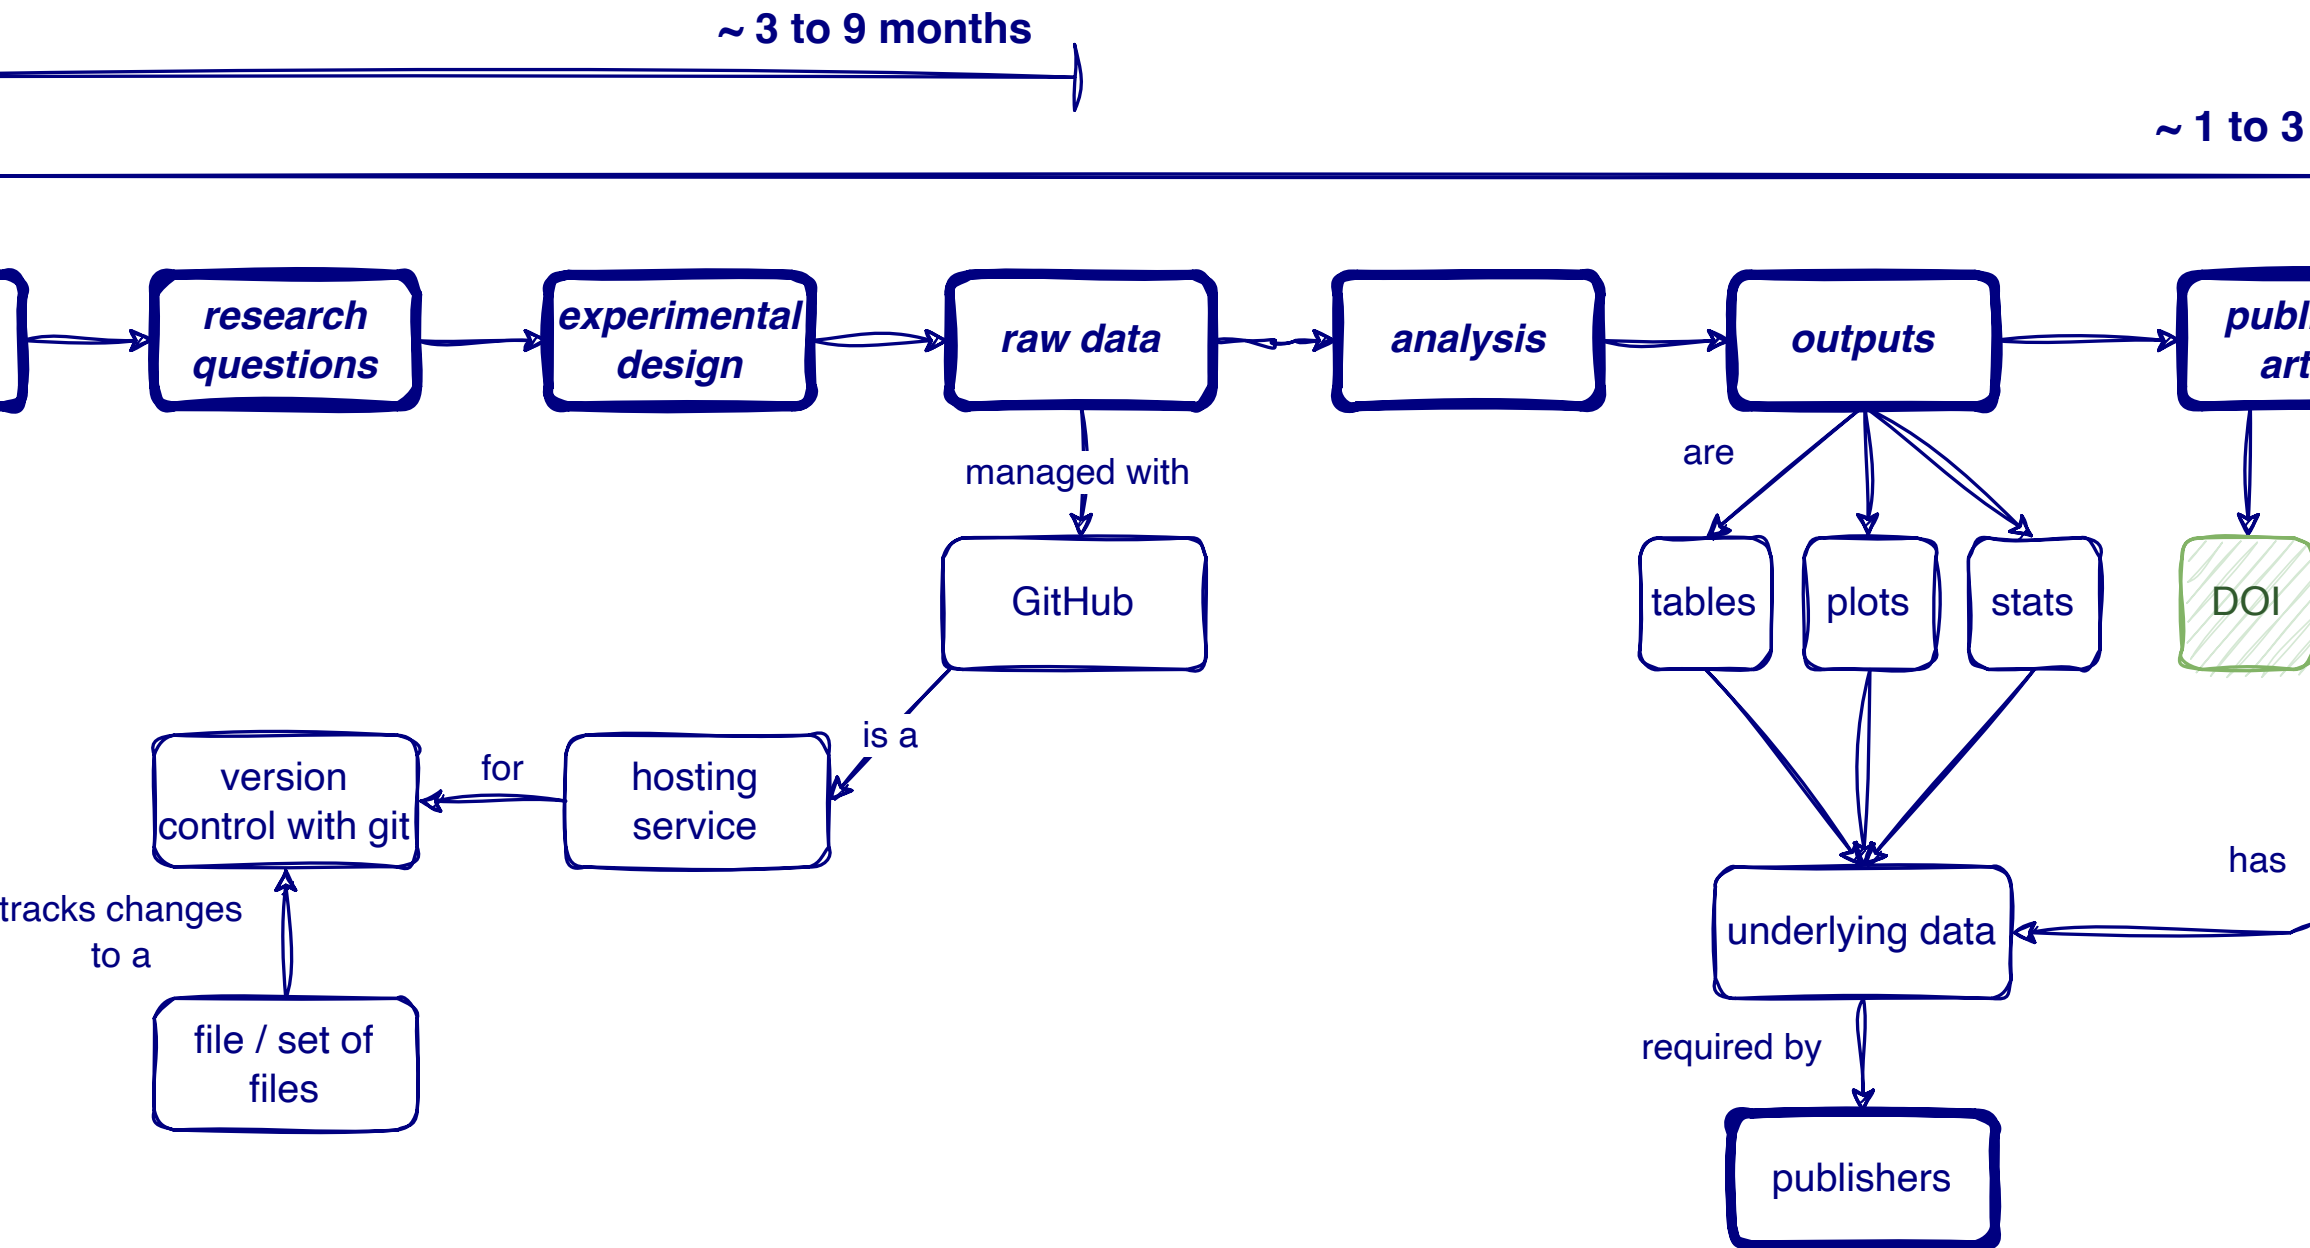 ~ 3 to 9 months
~ 1 to 3
research
questions
experimental
design
raw data
analysis
outputs
publi
art
managed with
are
GitHub
tables
plots
stats
DOI
is a
version
control with git
for
hosting
service
has
tracks changes
to a
underlying data
file / set of
files
required by
publishers